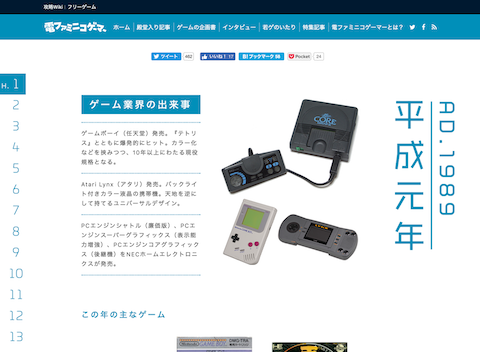 攻略Wiki｜フリーゲーム
電ファミニコゲーマー
ホーム
殿堂入り記事
ゲームの企画書
インタビュー
若ゲのいたり
特集記事
電ファミニコゲーマーとは？
ツイート
462
いいね！ 17
B! ブックマーク 56
Pocket
24
H. 1
2
3
4
5
6
7
8
9
10
11
12
13
ゲーム業界の出来事
ゲームボーイ（任天堂）発売。『テトリ
ス』とともに爆発的にヒット。カラー化
などを挟みつつ、10年以上にわたる現役
規格となる。
Atari Lynx（アタリ）発売。バックライ
ト付きカラー液晶の携帯機。天地を逆に
して持てるユニバーサルデザイン。
PCエンジンシャトル（廉価版）、PCエ
ンジンスーパーグラフィックス（表示能
力増強）、PCエンジンコアグラフィック
ス（後継機）をNECホームエレクトロ
ニクスが発売。
CORE
AD.1989
平成元年
この年の主なゲーム